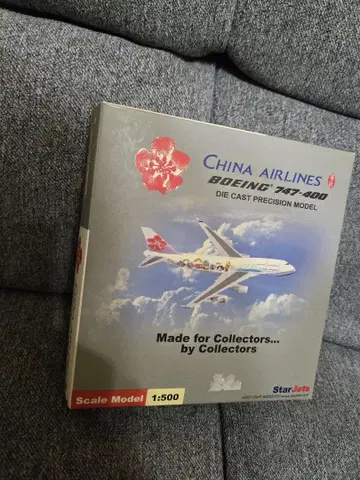 CHINA AIRLINES
BOEING 747-400
DIE CAST PRECISION MODEL
Made for Collectors...
by Collectors
Scale Model 1:500
StarJets